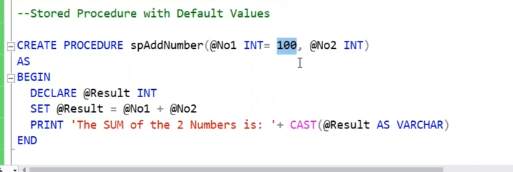 --Stored Procedure with Default Values
CREATE PROCEDURE spAddNumber(@No1 INT= 100, @No2 INT)
AS
BEGIN
DECLARE @Result INT
SET @Result = @No1 + @No2
PRINT 'The SUM of the 2 Numbers is: '+ CAST(@Result AS VARCHAR)
END